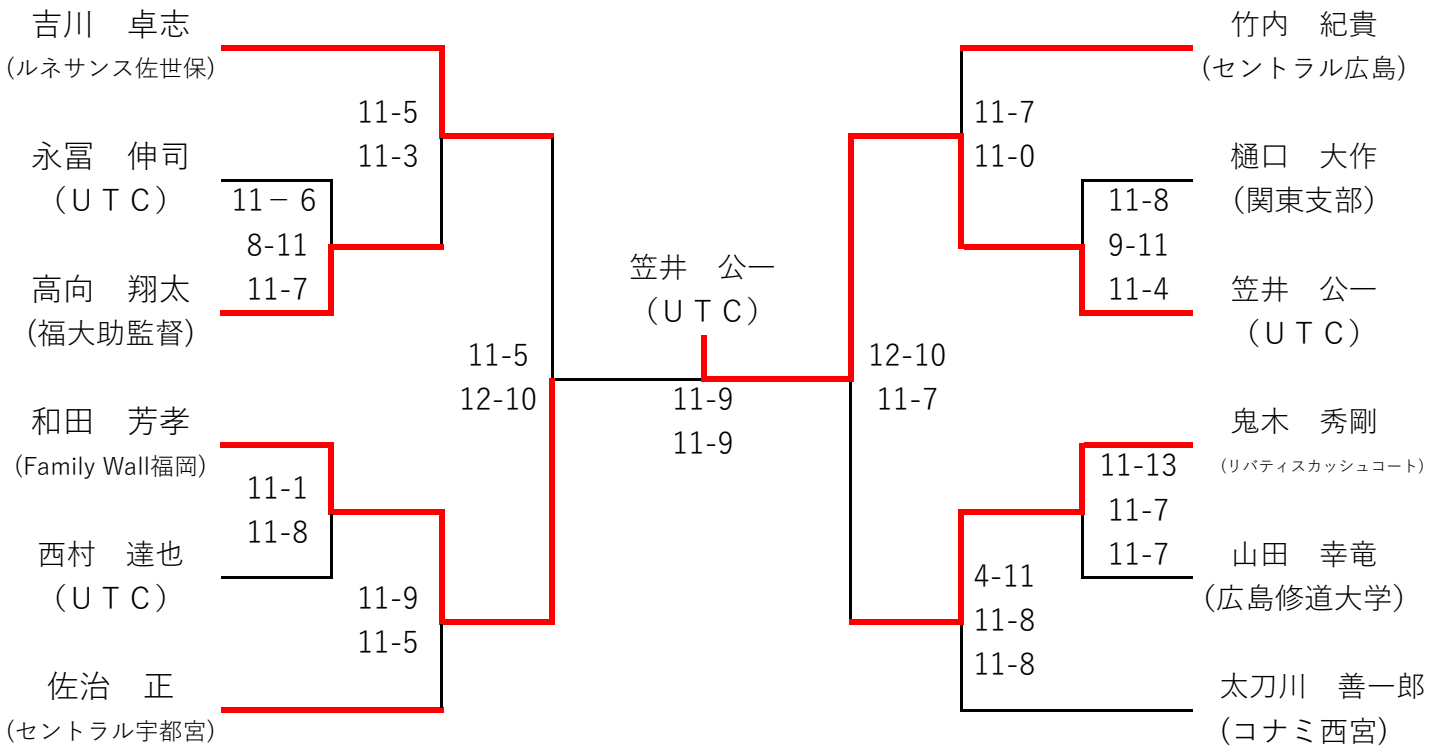 吉川　卓志
(ルネサンス佐世保)
永冨　伸司
（ＵＴＣ）
高向　翔太
(福大助監督)
和田　芳孝
(Family Wall福岡)
西村　達也
（ＵＴＣ）
佐治　正
(セントラル宇都宮)
11-5
11-3
11－6
8-11
11-7
11-1
11-8
11-9
11-5
11-5
12-10
笠井　公一
（ＵＴＣ）
11-9
11-9
12-10
11-7
11-7
11-0
11-8
9-11
11-4
11-13
11-7
11-7
4-11
11-8
11-8
竹内　紀貴
(セントラル広島)
樋口　大作
(関東支部)
笠井　公一
（ＵＴＣ）
鬼木　秀剛
(リバティスカッシュコート)
山田　幸竜
(広島修道大学)
太刀川　善一郎
(コナミ西宮)